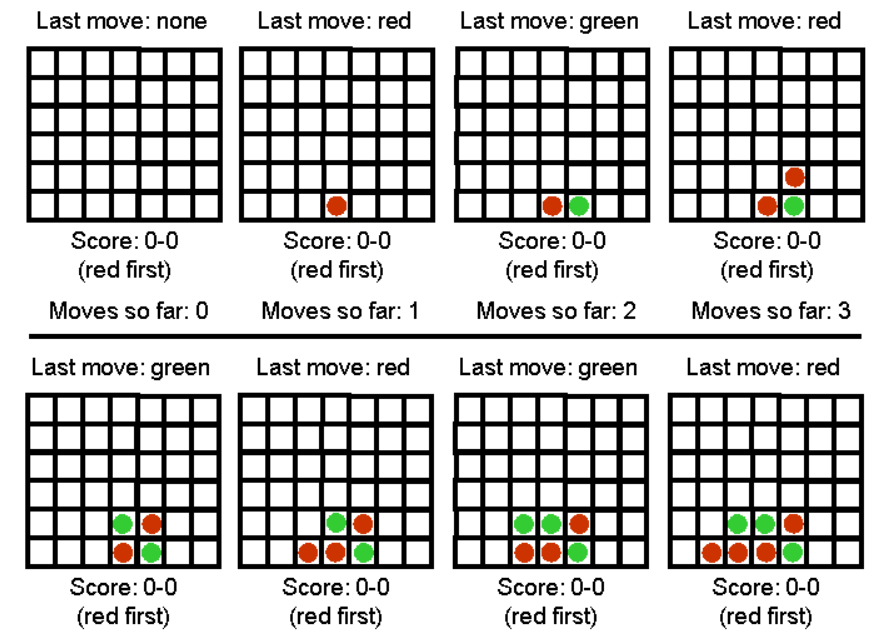 Last move: none
Last move: red
Last move: green
Last move: red
Score: 0-0
(red first)
Score: 0-0
(red first)
Score: 0-0
(red first)
Score: 0-0
(red first)
Moves so far: 0
Moves so far: 1
Moves so far: 2
Moves so far: 3
Last move: green
Last move: red
Last move: green
Last move: red
Score: 0-0
(red first)
Score: 0-0
(red first)
Score: 0-0
(red first)
Score: 0-0
(red first)